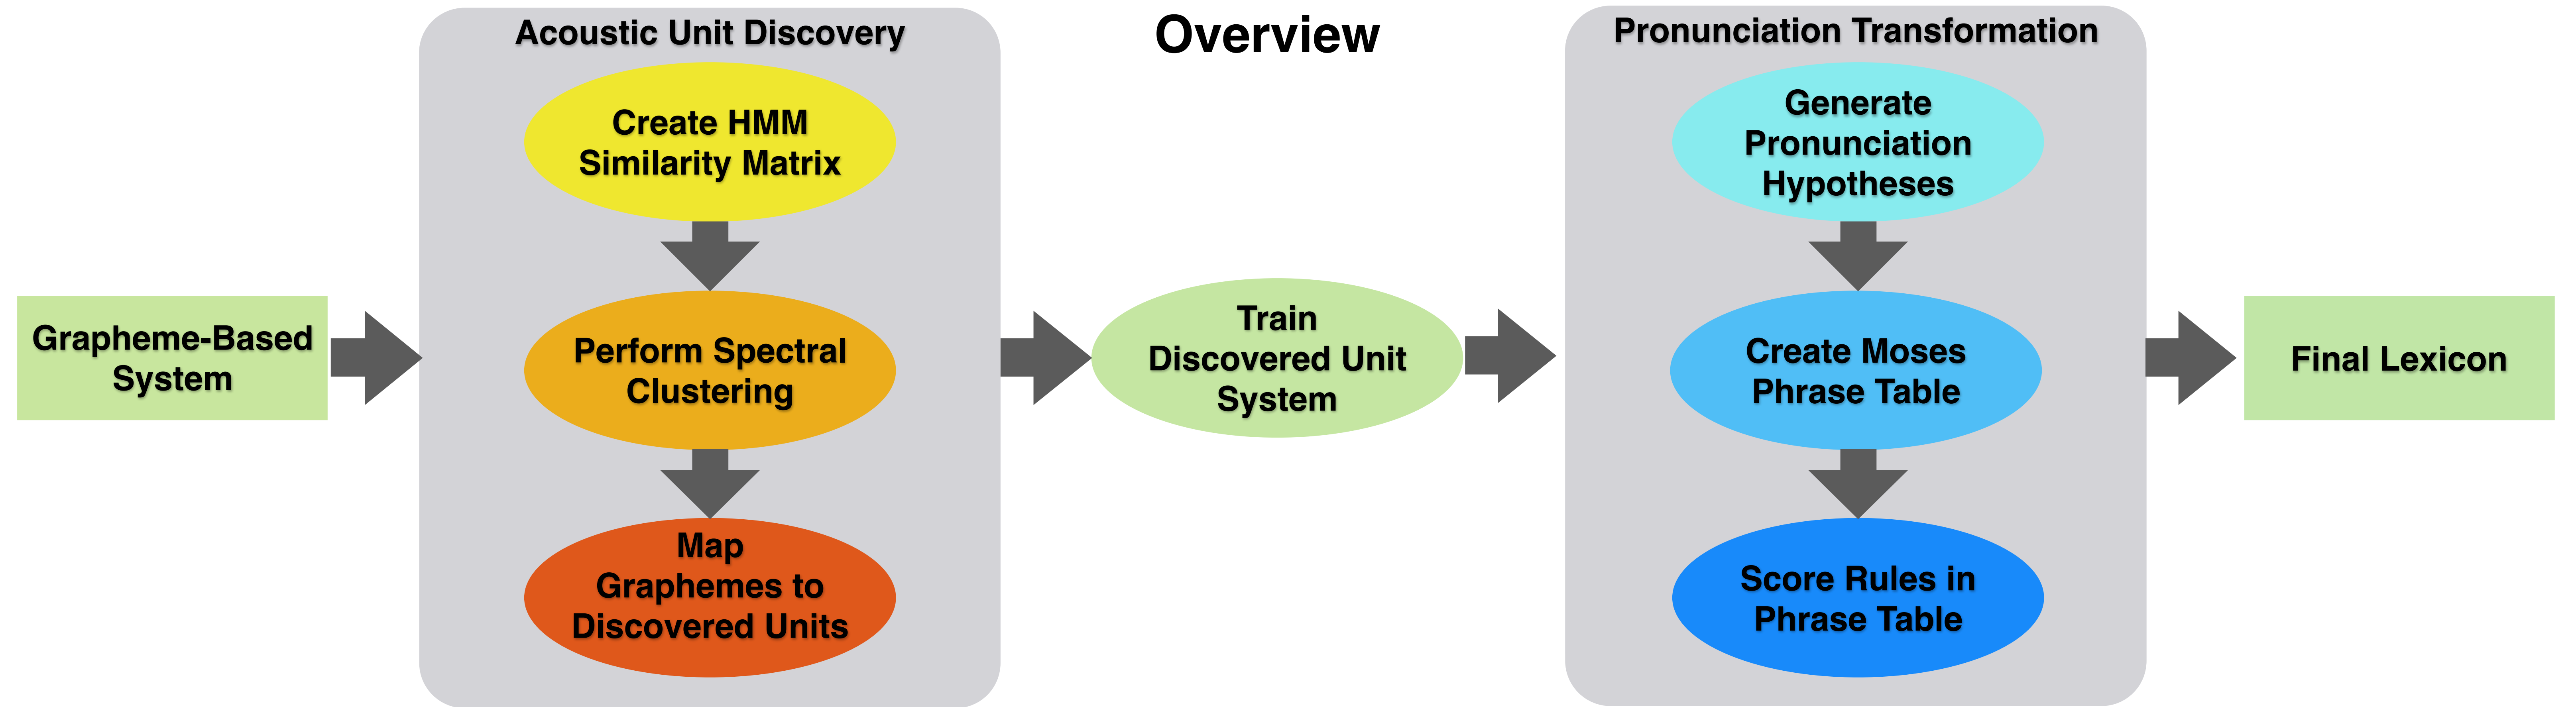 Overview
Grapheme-Based
System
Acoustic Unit Discovery
Create HMM
Similarity Matrix
Perform Spectral
Clustering
Map
Graphemes to
Discovered Units
Train
Discovered Unit
System
Pronunciation Transformation
Generate
Pronunciation
Hypotheses
Create Moses
Phrase Table
Score Rules in
Phrase Table
Final Lexicon